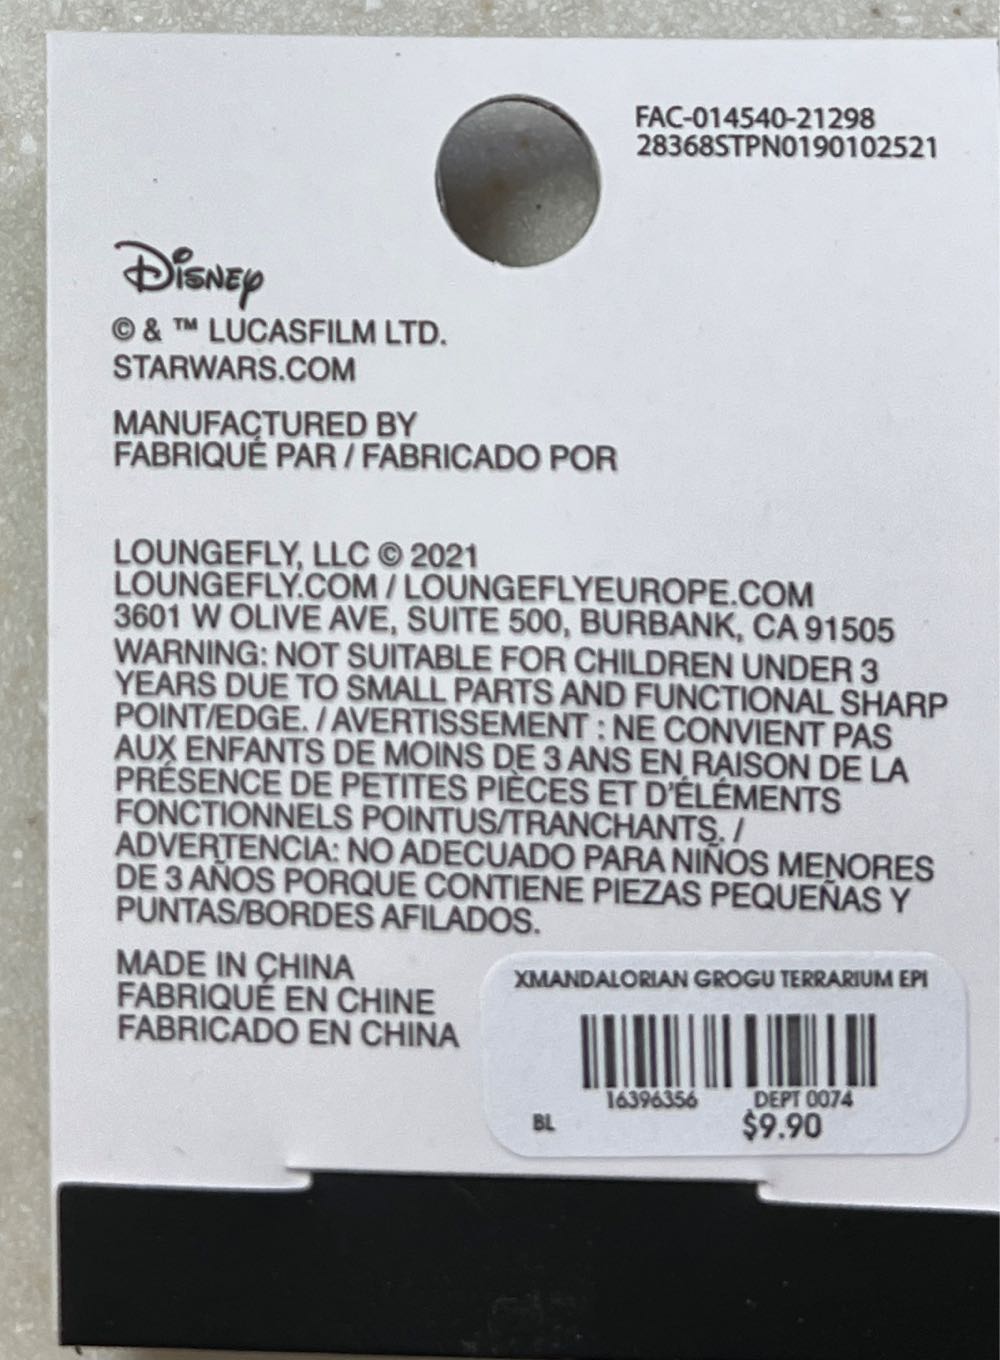 FAC-014540-21298
28368STPN0190102521
Disney
© & ™ LUCASFILM LTD.
STARWARS.COM
MANUFACTURED BY
FABRIQUÉ PAR / FABRICADO POR
LOUNGEFLY, LLC © 2021
LOUNGEFLY.COM / LOUNGEFLYEUROPE.COM
3601 W OLIVE AVE, SUITE 500, BURBANK, CA 91505
WARNING: NOT SUITABLE FOR CHILDREN UNDER 3
YEARS DUE TO SMALL PARTS AND FUNCTIONAL SHARP
POINT/EDGE. / AVERTISSEMENT : NE CONVIENT PAS
AUX ENFANTS DE MOINS DE 3 ANS EN RAISON DE LA
PRÉSENCE DE PETITES PIÈCES ET D'ÉLÉMENTS
FONCTIONNELS POINTUS/TRANCHANTS. /
ADVERTENCIA: NO ADECUADO PARA NIÑOS MENORES
DE 3 AÑOS PORQUE CONTIENE PIEZAS PEQUEÑAS Y
PUNTAS/BORDES AFILADOS.
MADE IN CHINA
FABRIQUÉ EN CHINE
FABRICADO EN CHINA
XMANDALORIAN GROGU TERRARIUM EPI
16396356 DEPT 0074
BL $9.90